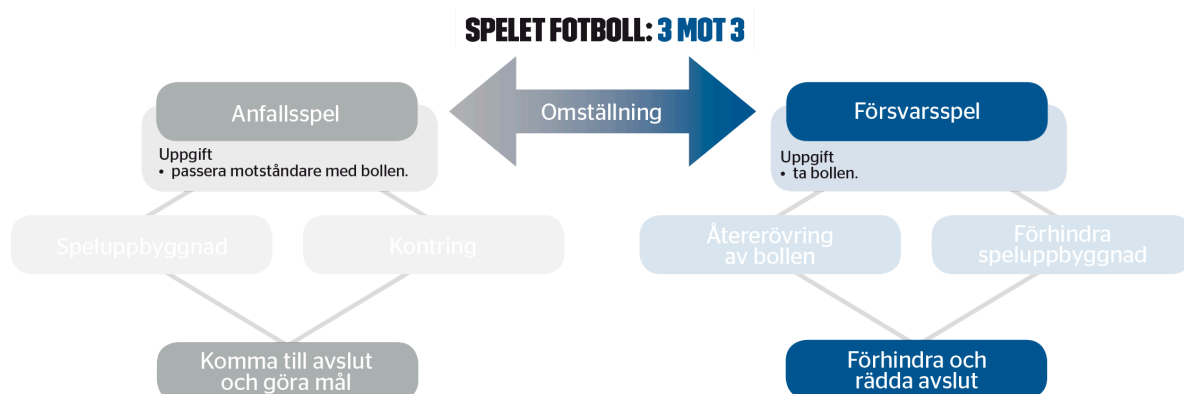 SPELET FOTBOLL: 3 MOT 3
Anfallsspel
Omställning
Försvarsspel
Uppgift
• passera motståndare med bollen.
Uppgift
• ta bollen.
Speluppbyggnad
Kontring
Återerövring
av bollen
Förhindra
speluppbyggnad
Komma till avslut
och göra mål
Förhindra och
rädda avslut